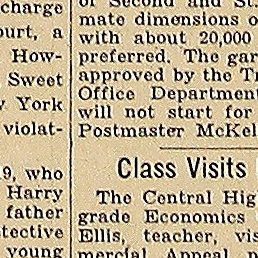 charge
ourt, a
How-
Sweet
York
violat-
9, who
Harry
father
tective
young
of Second and St.
mate dimensions o
with about 20,000
preferred. The gar
approved by the Tr
Office Department
will not start for
Postmaster McKel
Class Visits
The Central Hig
grade Economics
Ellis, teacher, vis
mercial Appeal p